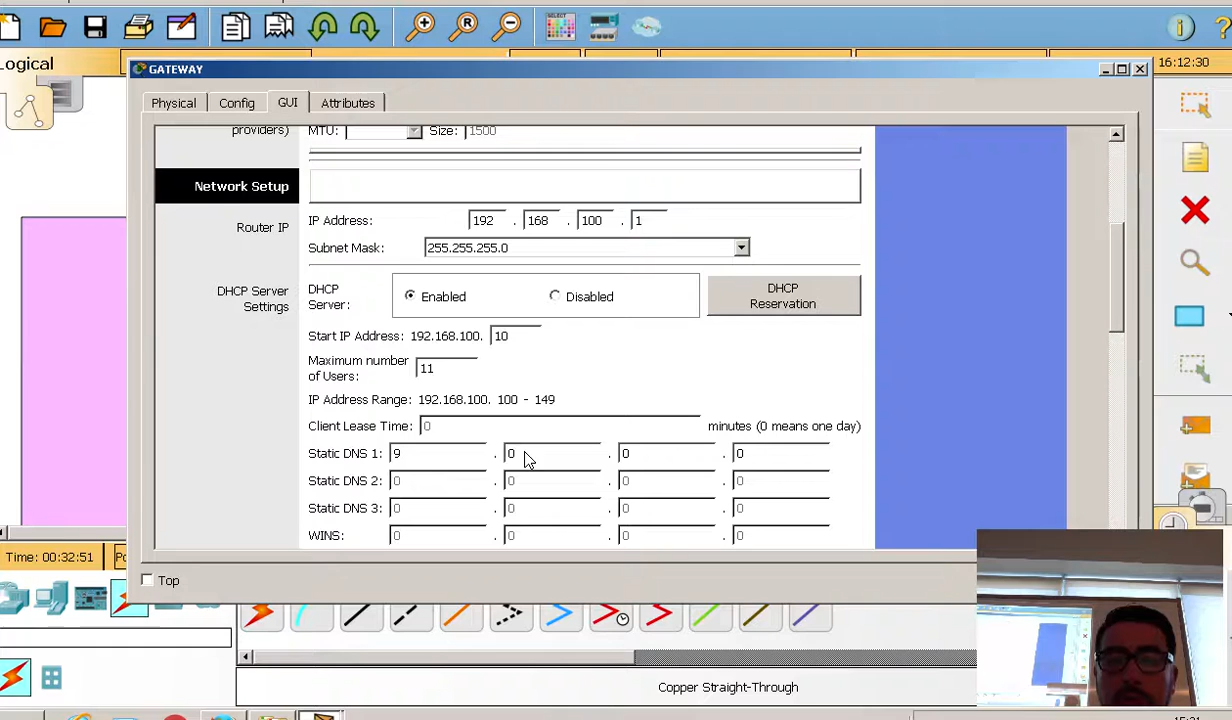 ogical
16:12:30
GATEWAY
Physical
Config
GUI
Attributes
providers)
MTU:
Size:
1500
Network Setup
Router IP
IP Address:
192 . 168 . 100 . 1
Subnet Mask:
255.255.255.0
DHCP Server
Settings
DHCP
Server:
Enabled
Disabled
DHCP
Reservation
Start IP Address: 192.168.100. 10
Maximum number
of Users:
11
IP Address Range: 192.168.100. 100 - 149
Client Lease Time: 0 minutes (0 means one day)
Static DNS 1: 9 . 0 . 0 . 0
Static DNS 2: 0 . 0 . 0 . 0
Static DNS 3: 0 . 0 . 0 . 0
WINS: 0 . 0 . 0 . 0
Time: 00:32:51
Po
Top
Copper Straight-Through